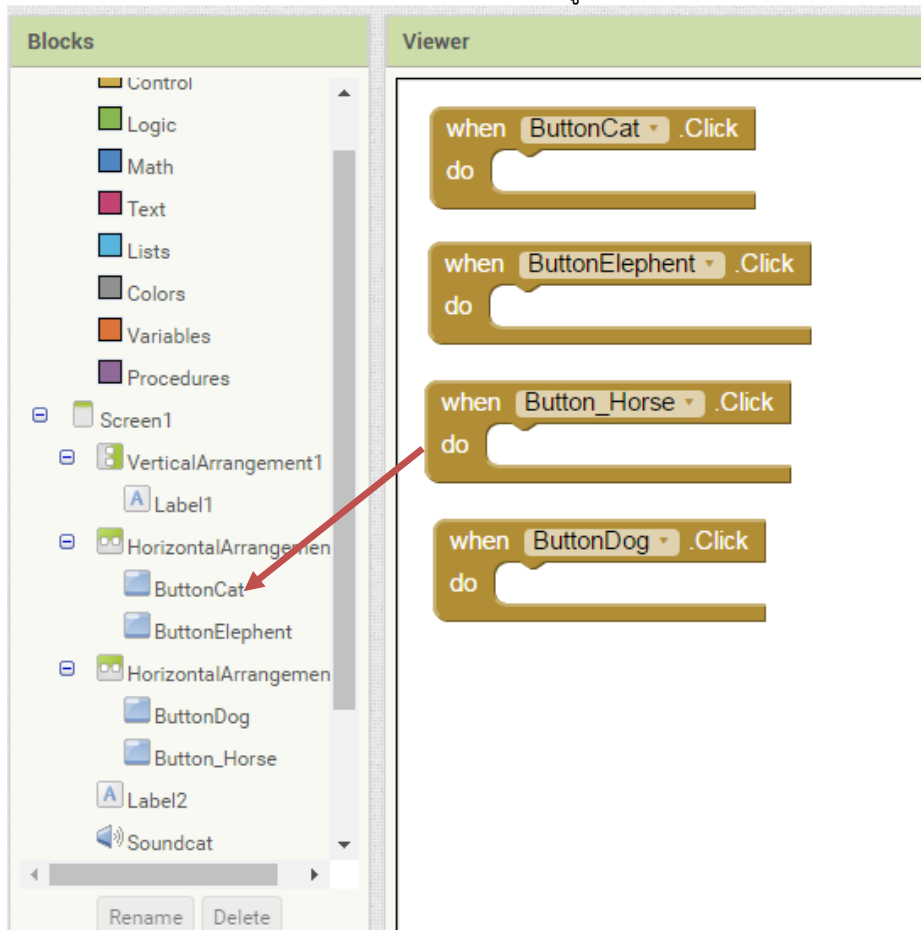 Blocks
Control
Logic
Math
Text
Lists
Colors
Variables
Procedures
Screen1
VerticalArrangement1
Label1
HorizontalArrangemen
ButtonCat
ButtonElephent
HorizontalArrangemen
ButtonDog
Button_Horse
Label2
Soundcat
Rename Delete
Viewer
when ButtonCat .Click
do
when ButtonElephent .Click
do
when Button_Horse .Click
do
when ButtonDog .Click
do